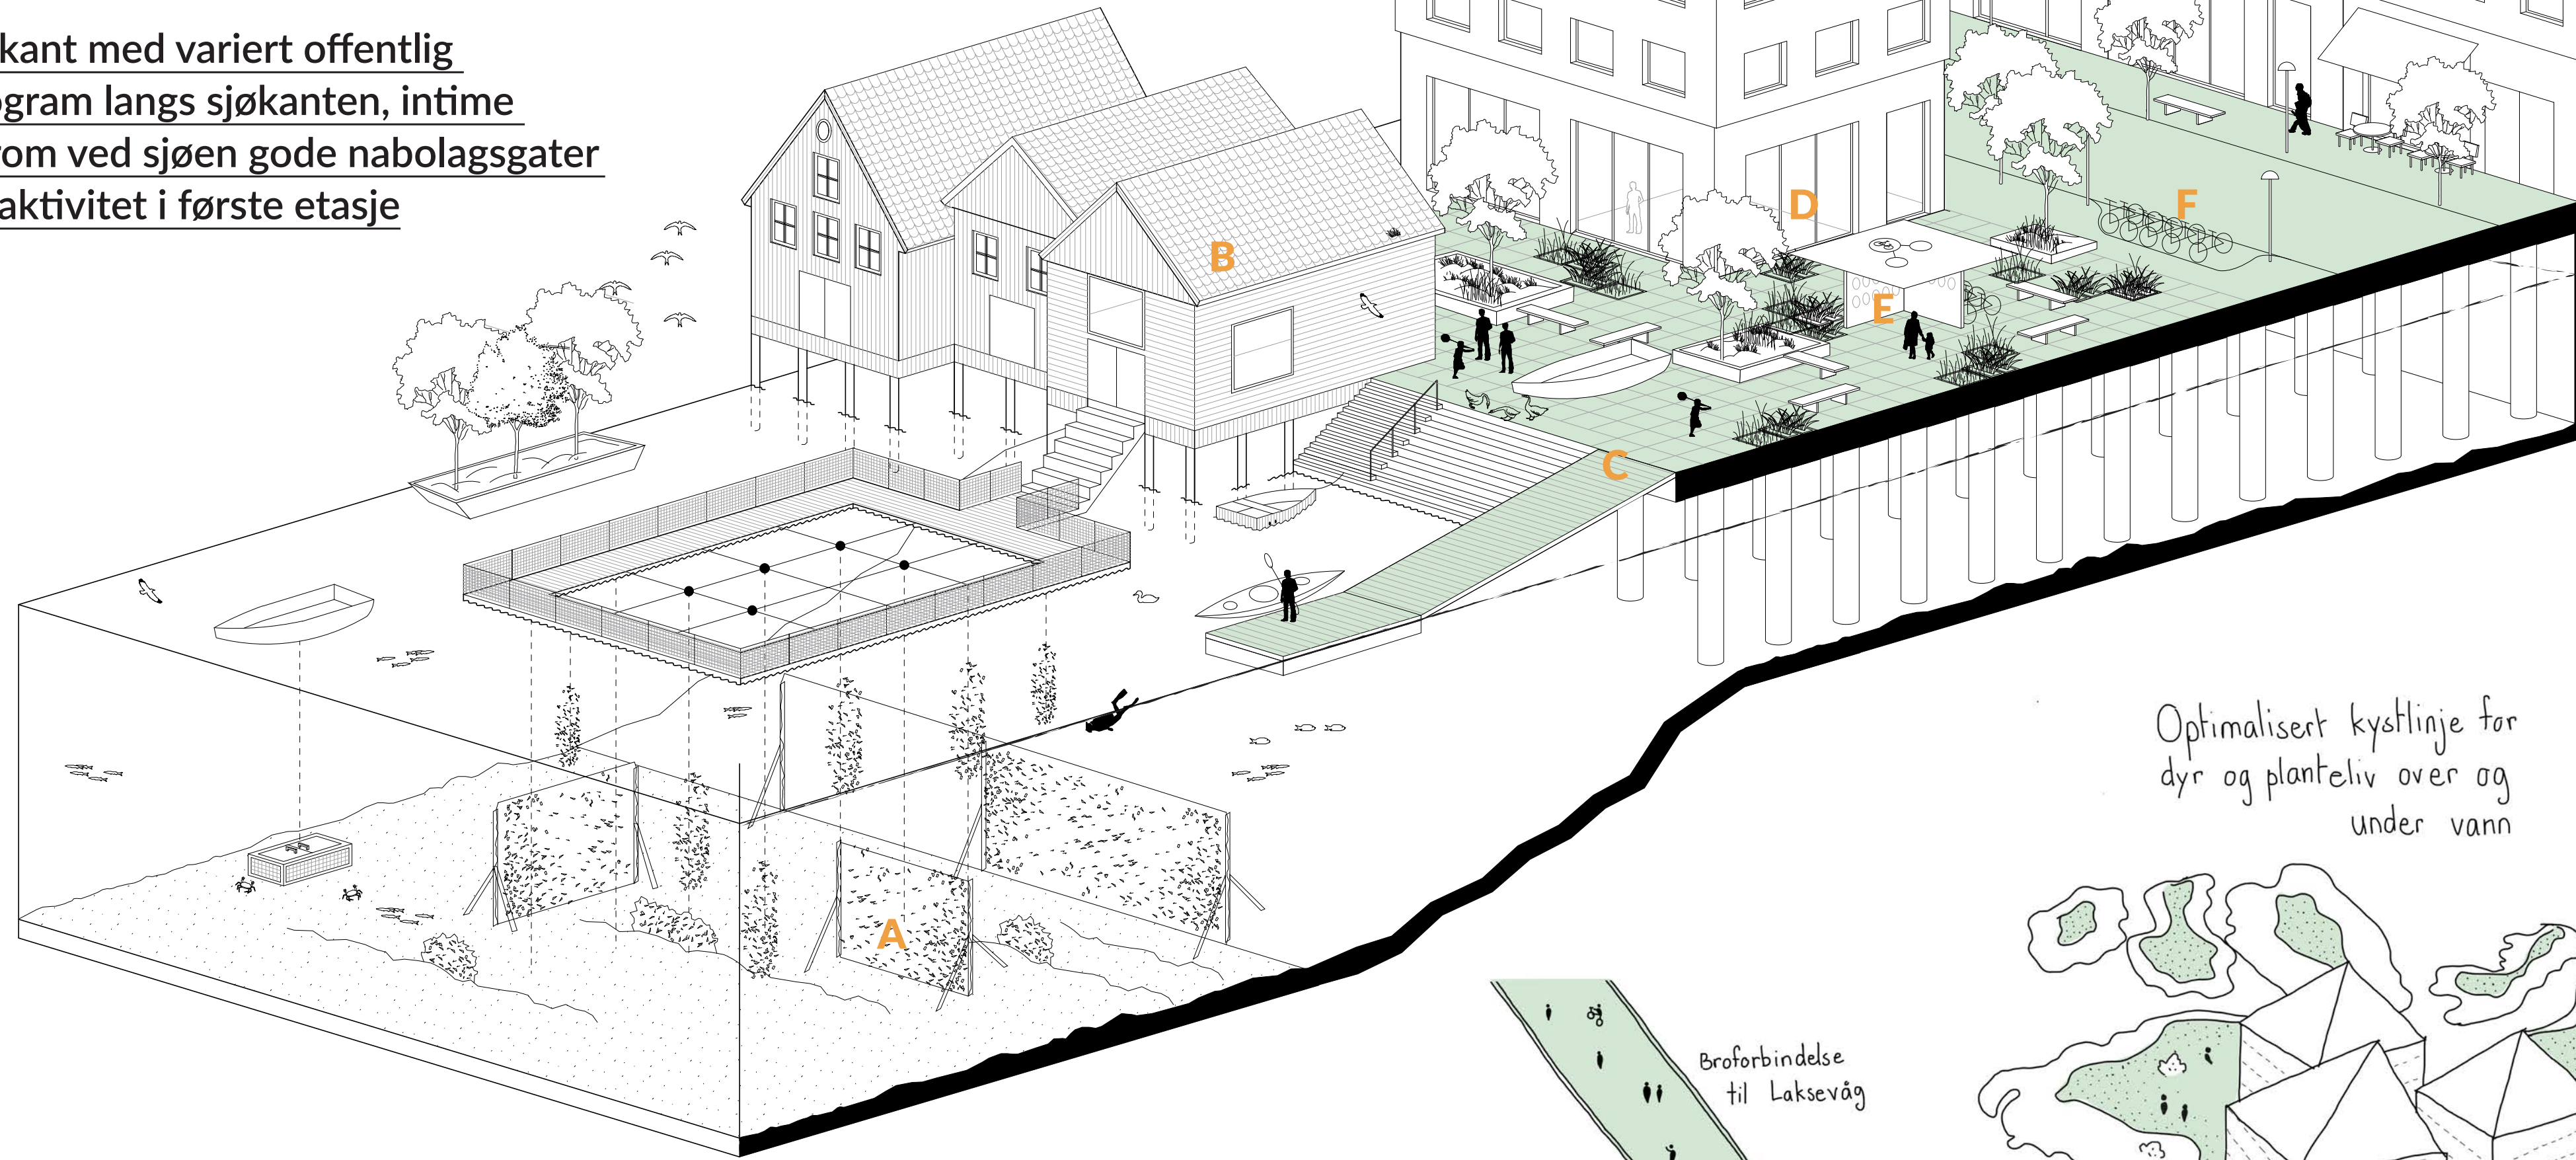 kant med variert offentlig
gram langs sjøkanten, intime
rom ved sjøen gode nabolagsgater
aktivitet i første etasje
B
D
F
E
C
A
Optimalisert kystlinje for
dyr og planteliv over og
under vann
Broforbindelse
til Laksevåg